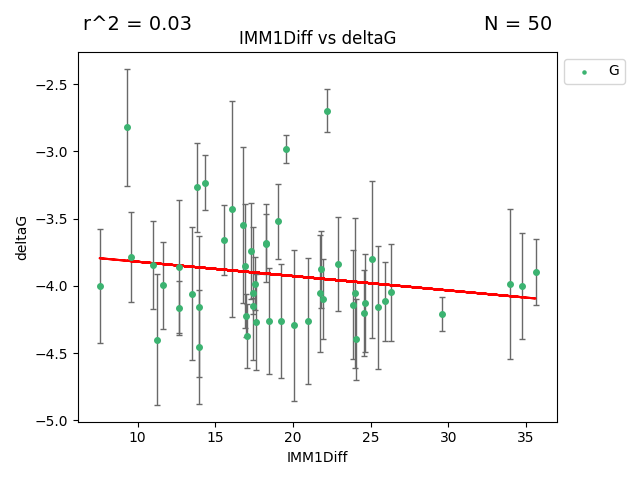 r^2 = 0.03
N = 50
IMM1Diff vs deltaG
G
−2.5
−3.0
−3.5
−4.0
−4.5
−5.0
deltaG
10 15 20 25 30 35
IMM1Diff